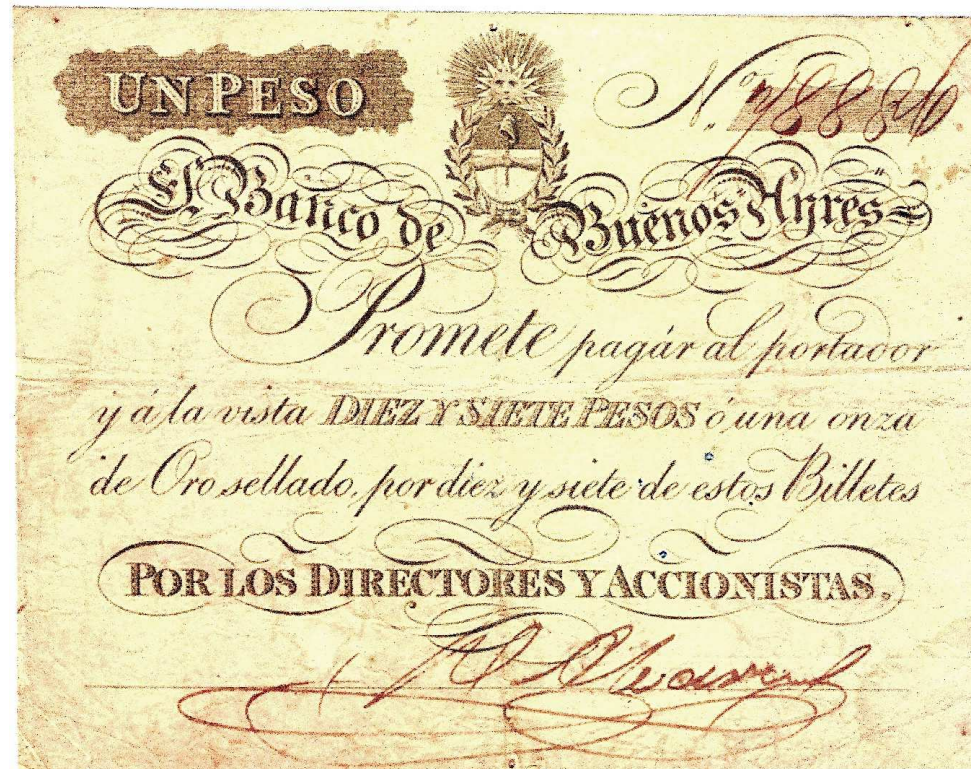 UN PESO
N.
El Banco de Buenos Ayres
Promete pagár al portador
y á la vista DIEZ Y SIETE PESOS ó una onza
de Oro sellado, por diez y siete de estos Billetes
POR LOS DIRECTORES Y ACCIONISTAS.